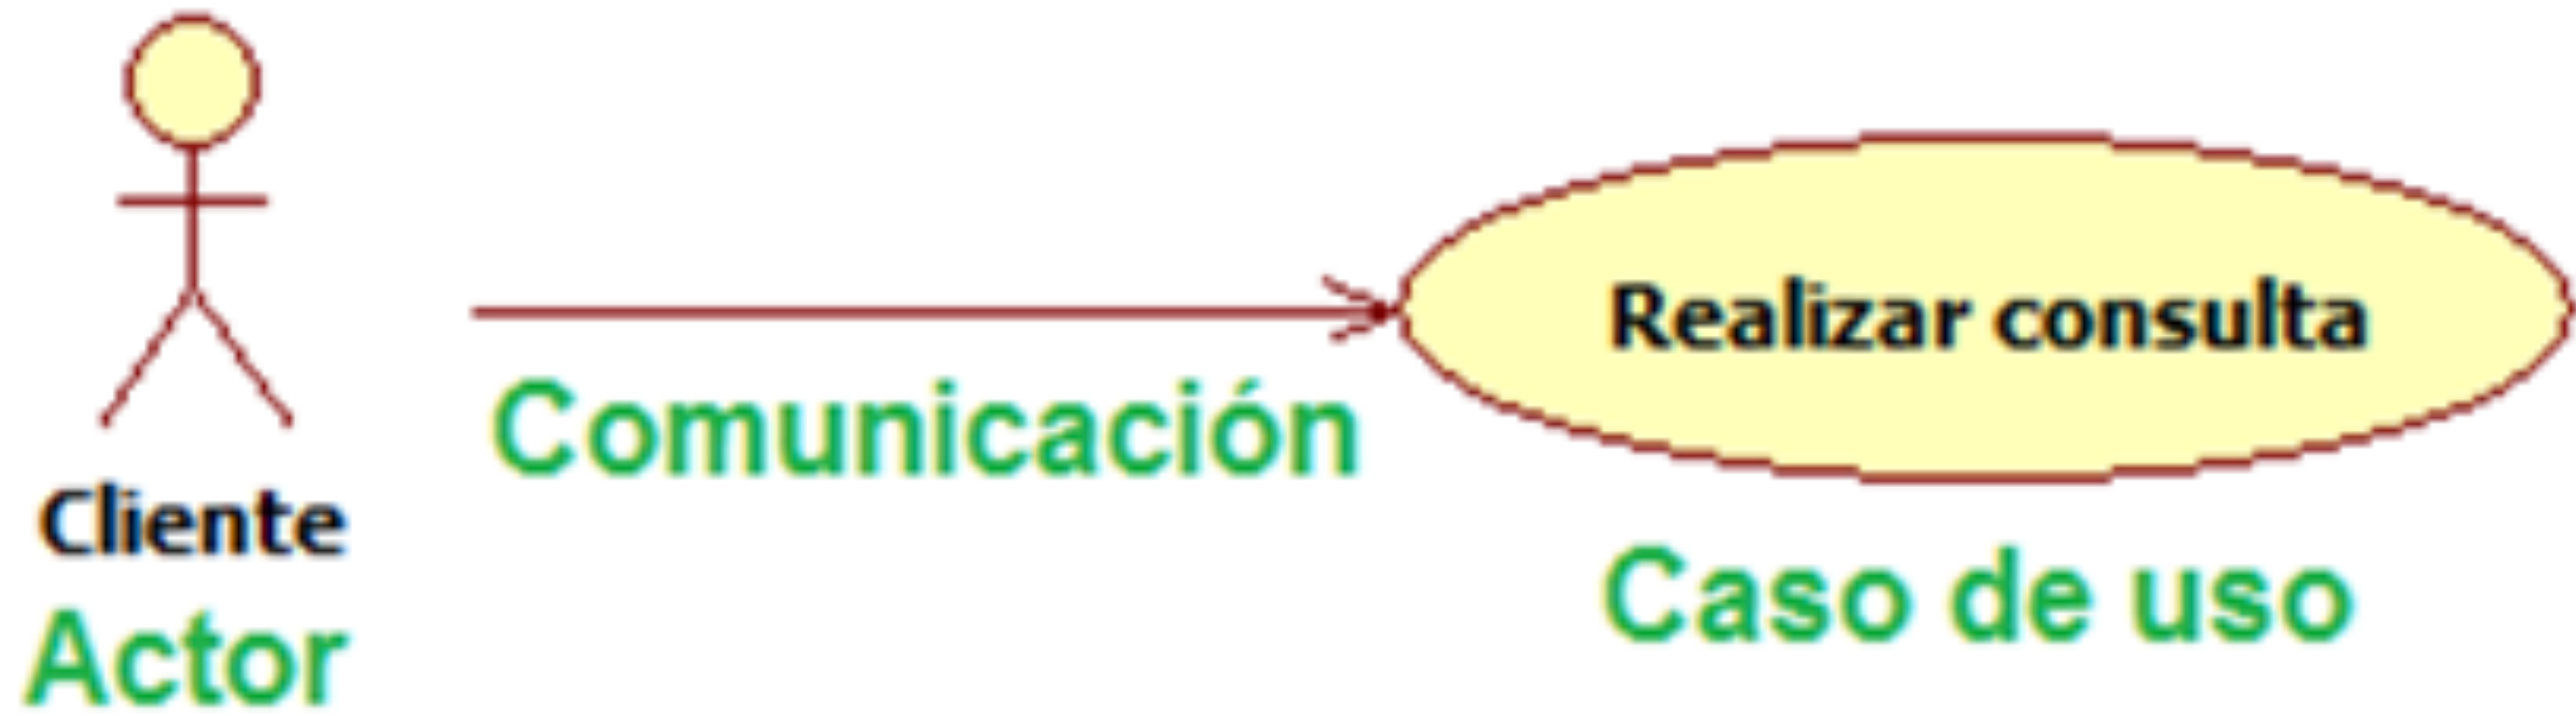 Cliente
Actor
Comunicación
Realizar consulta
Caso de uso